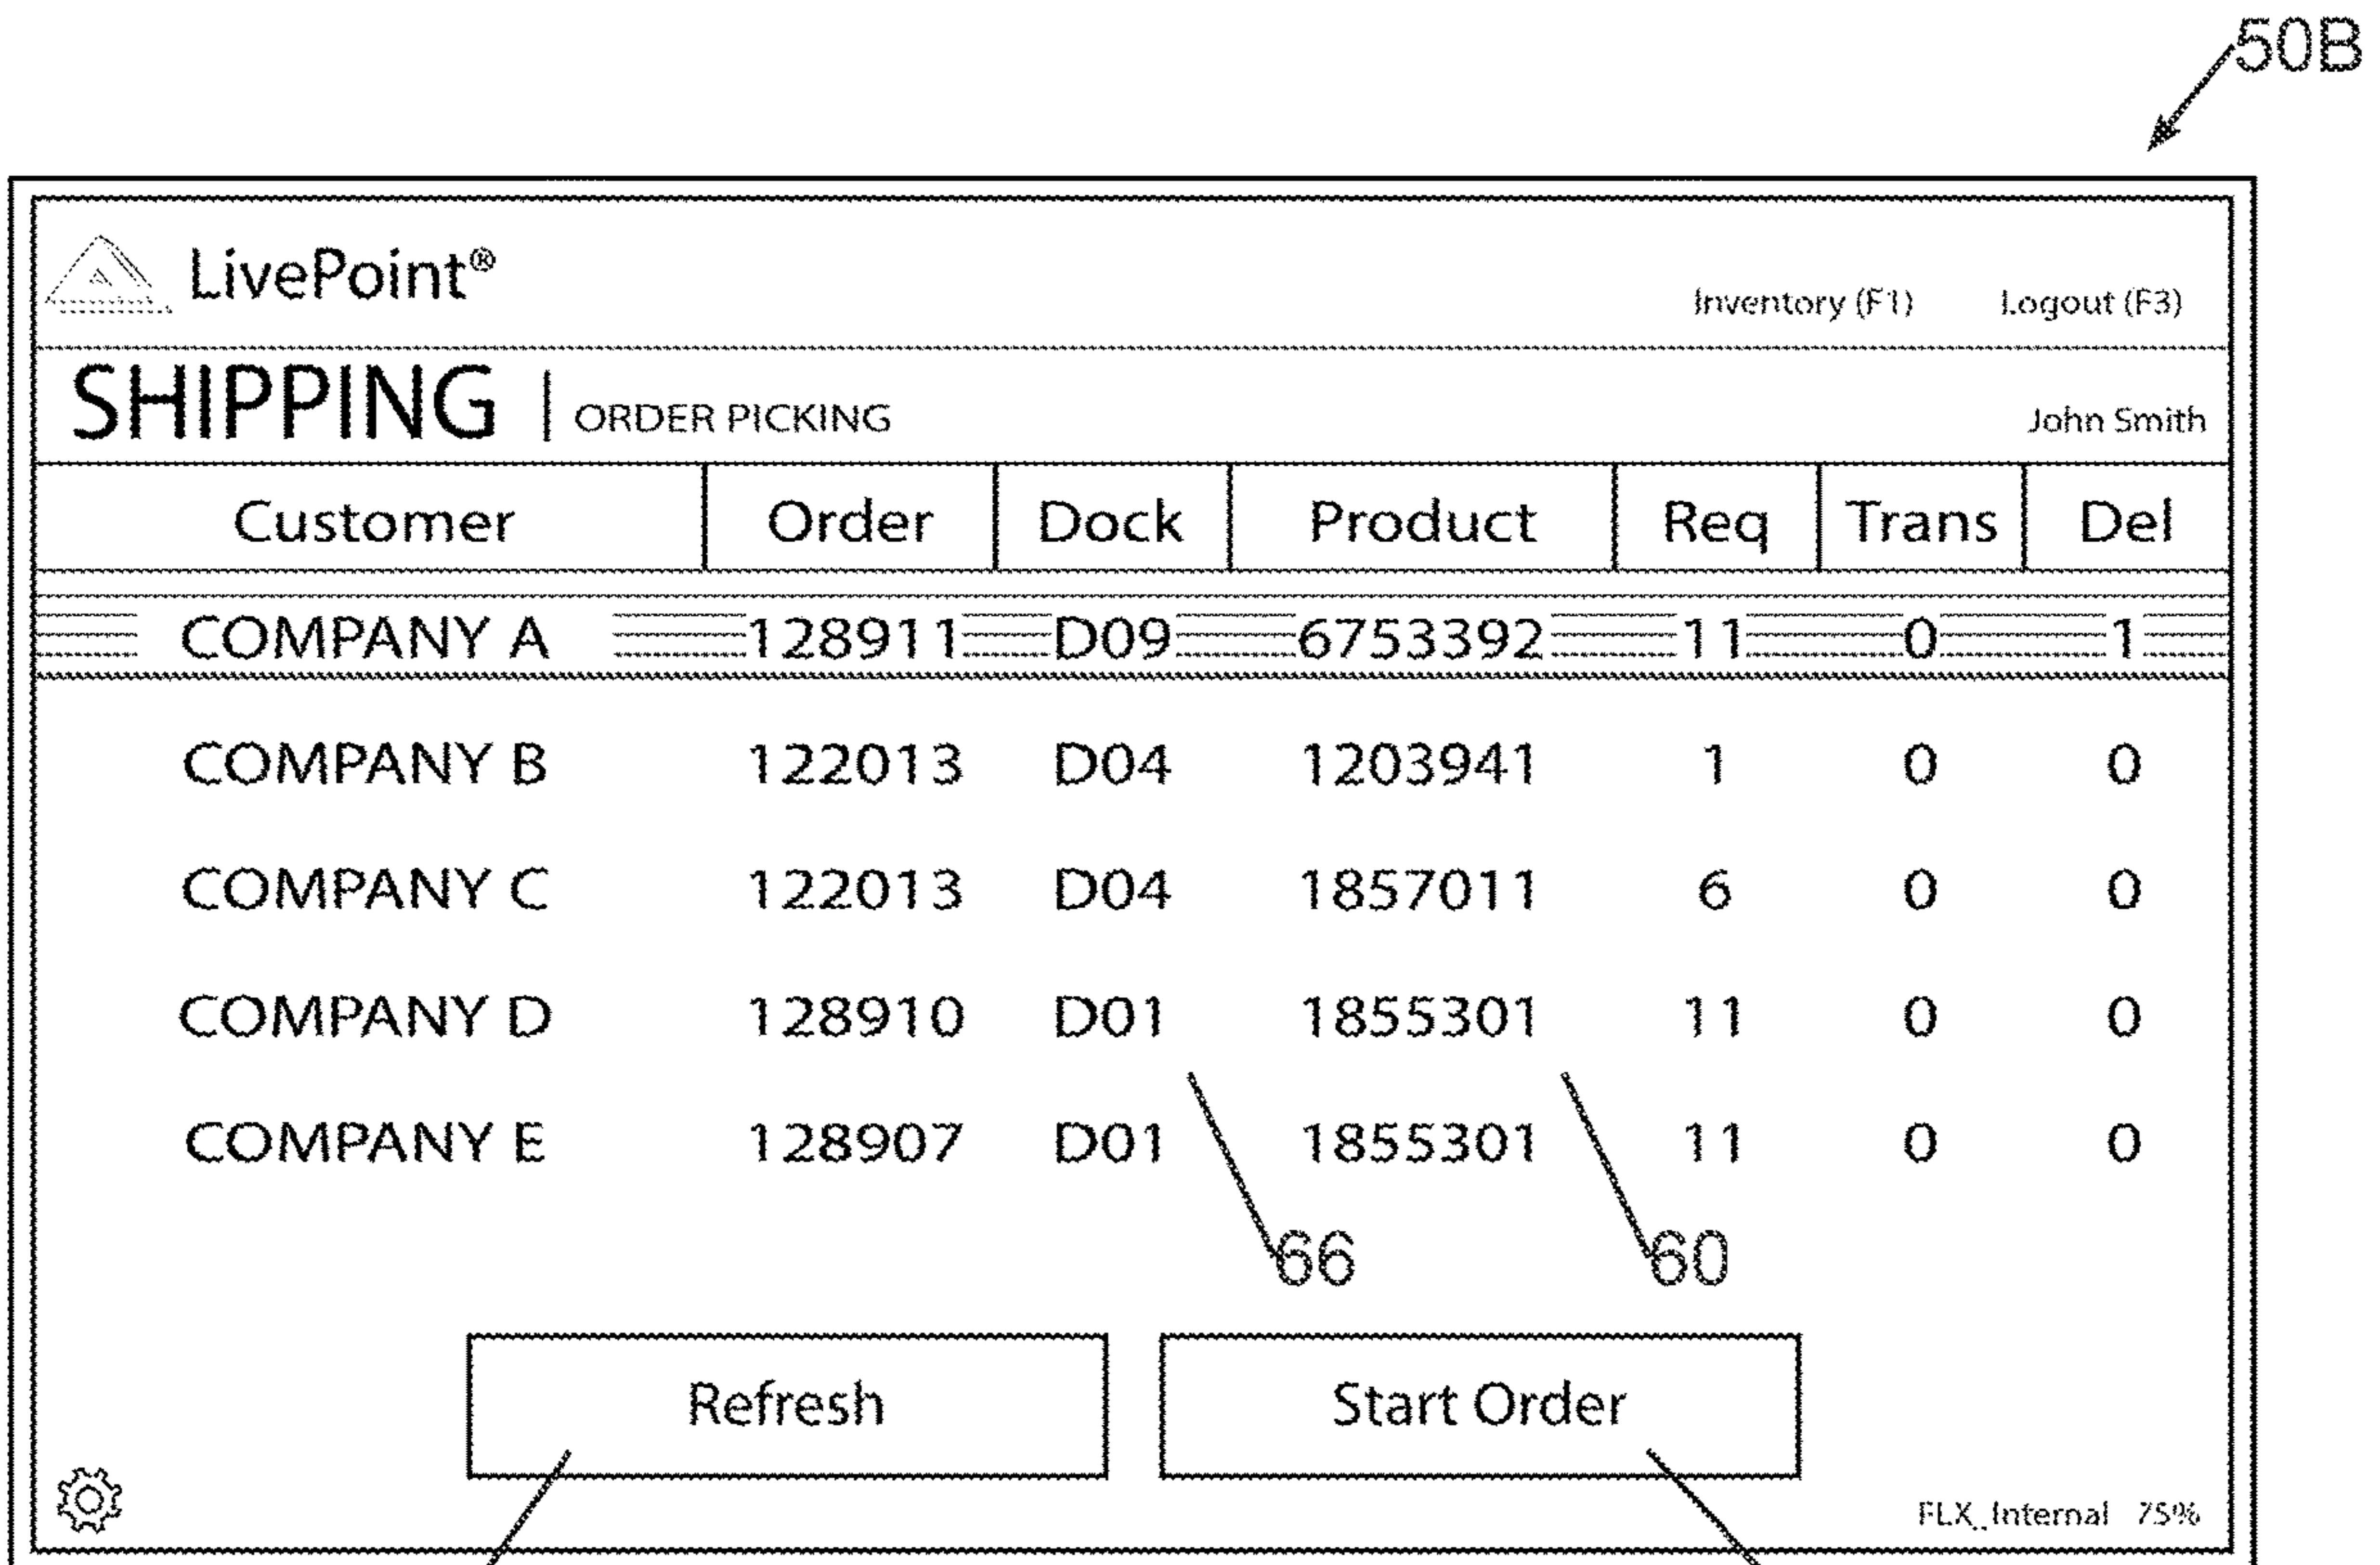 50B
LivePoint®
Inventory (F1) Logout (F3)
SHIPPING | ORDER PICKING John Smith
Customer Order Dock Product Req Trans Del
COMPANY A 128911 D09 6753392 11 0 1
COMPANY B 122013 D04 1203941 1 0 0
COMPANY C 122013 D04 1857011 6 0 0
COMPANY D 128910 D01 1855301 11 0 0
COMPANY E 128907 D01 1855301 11 0 0
66 60
Refresh Start Order
FLX_Internal 75%